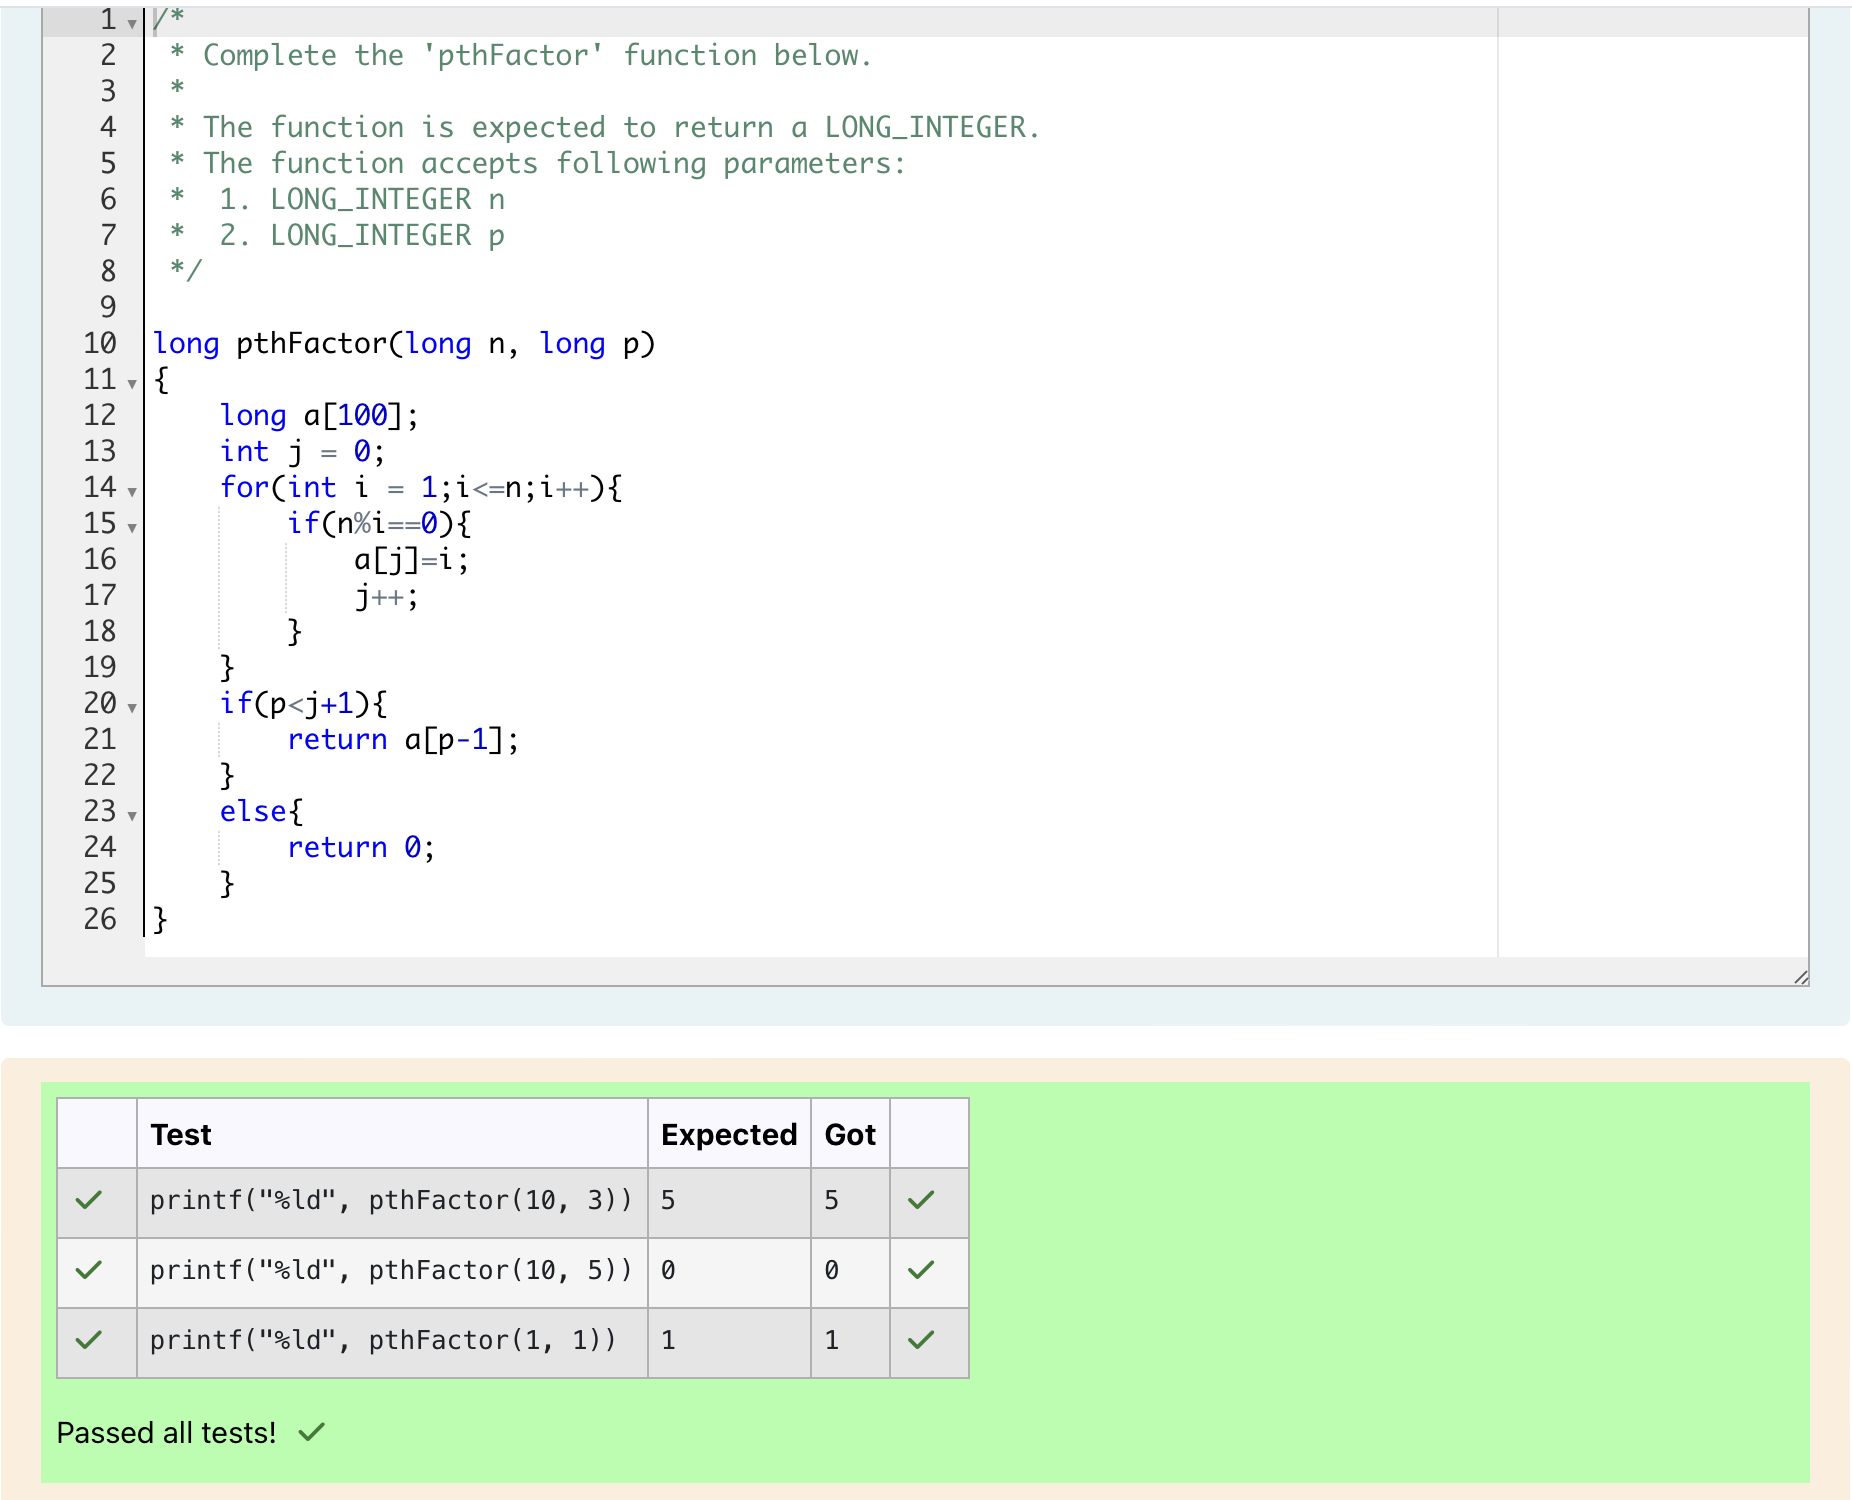 1 /*
2  * Complete the 'pthFactor' function below.
3  *
4  * The function is expected to return a LONG_INTEGER.
5  * The function accepts following parameters:
6  *  1. LONG_INTEGER n
7  *  2. LONG_INTEGER p
8  */
9
10 long pthFactor(long n, long p)
11 {
12     long a[100];
13     int j = 0;
14     for(int i = 1;i<=n;i++){
15         if(n%i==0){
16             a[j]=i;
17             j++;
18         }
19     }
20     if(p<j+1){
21         return a[p-1];
22     }
23     else{
24         return 0;
25     }
26 }
Test Expected Got
printf("%ld", pthFactor(10, 3)) 5 5
printf("%ld", pthFactor(10, 5)) 0 0
printf("%ld", pthFactor(1, 1)) 1 1
Passed all tests!